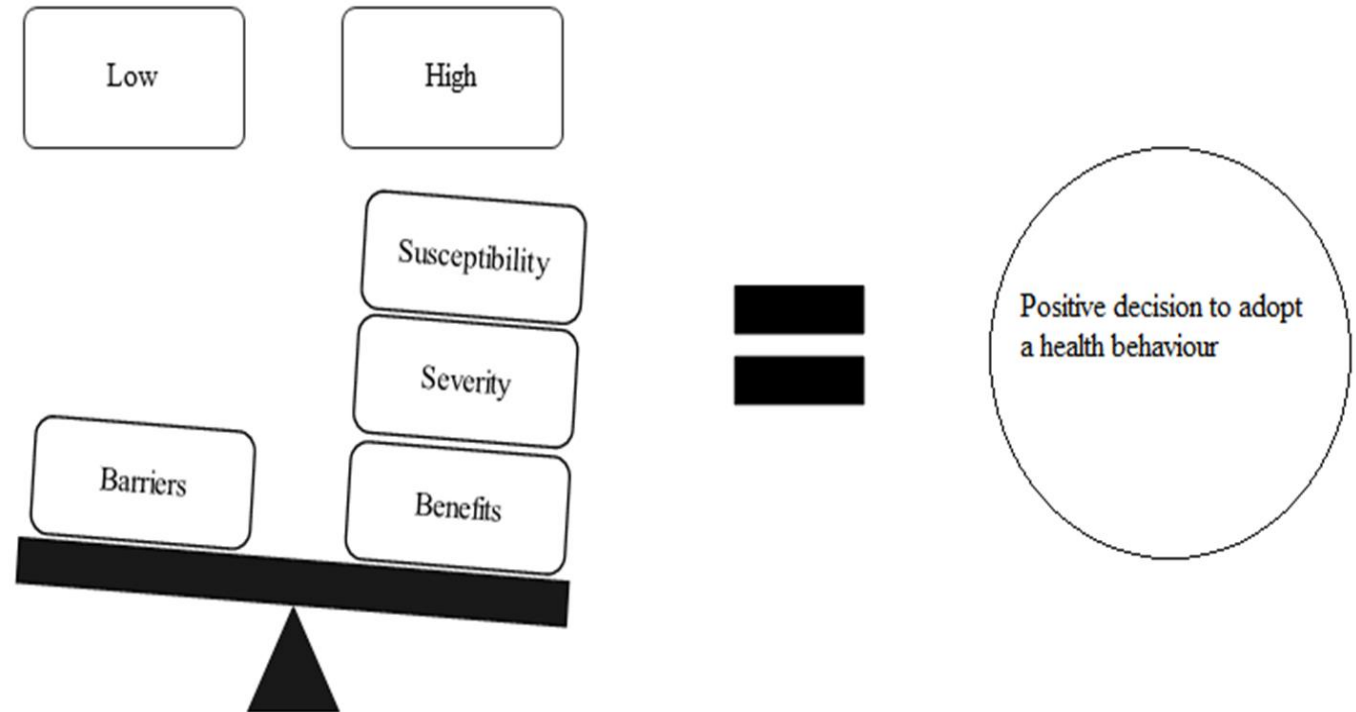 Low
High
Susceptibility
Severity
Barriers
Benefits
Positive decision to adopt
a health behaviour